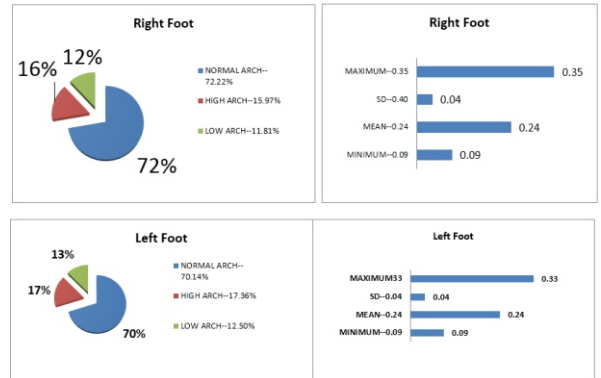 Right Foot
12%
16%
72%
NORMAL ARCH--
72.22%
HIGH ARCH--15.97%
LOW ARCH--11.81%
Right Foot
MAXIMUM--0.35
0.35
SD--0.40
0.04
MEAN--0.24
0.24
MINIMUM--0.09
0.09
Left Foot
13%
17%
70%
NORMAL ARCH--
70.14%
HIGH ARCH--17.36%
LOW ARCH--12.50%
Left Foot
MAXIMUM33
0.33
SD--0.04
0.04
MEAN--0.24
0.24
MINIMUM--0.09
0.09